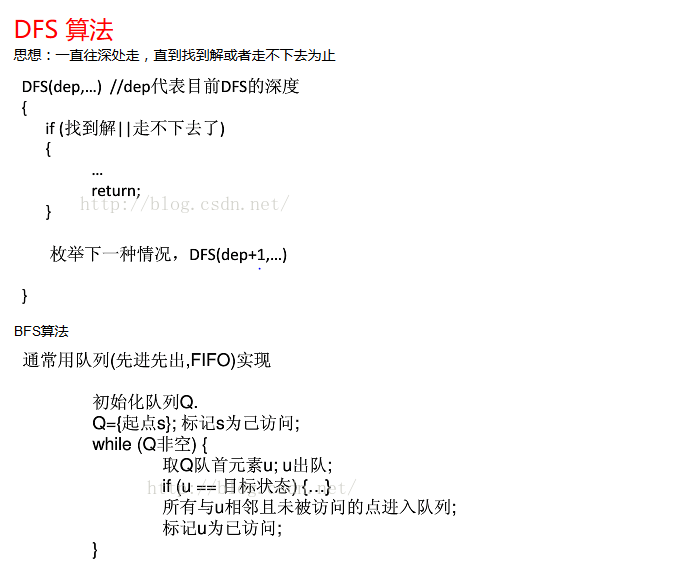 DFS 算法
思想：一直往深处走，直到找到解或者走不下去为止
DFS(dep,…) //dep代表目前DFS的深度
{
if (找到解||走不下去了)
{
…
return;
http://blog.csdn.net/
}
枚举下一种情况，DFS(dep+1,…)
}
BFS算法
通常用队列(先进先出,FIFO)实现
初始化队列Q.
Q={起点s}; 标记s为己访问;
while (Q非空) {
取Q队首元素u; u出队;
if (u == 目标状态) {…}
http://blog.csdn.net/
所有与u相邻且未被访问的点进入队列;
标记u为已访问;
}